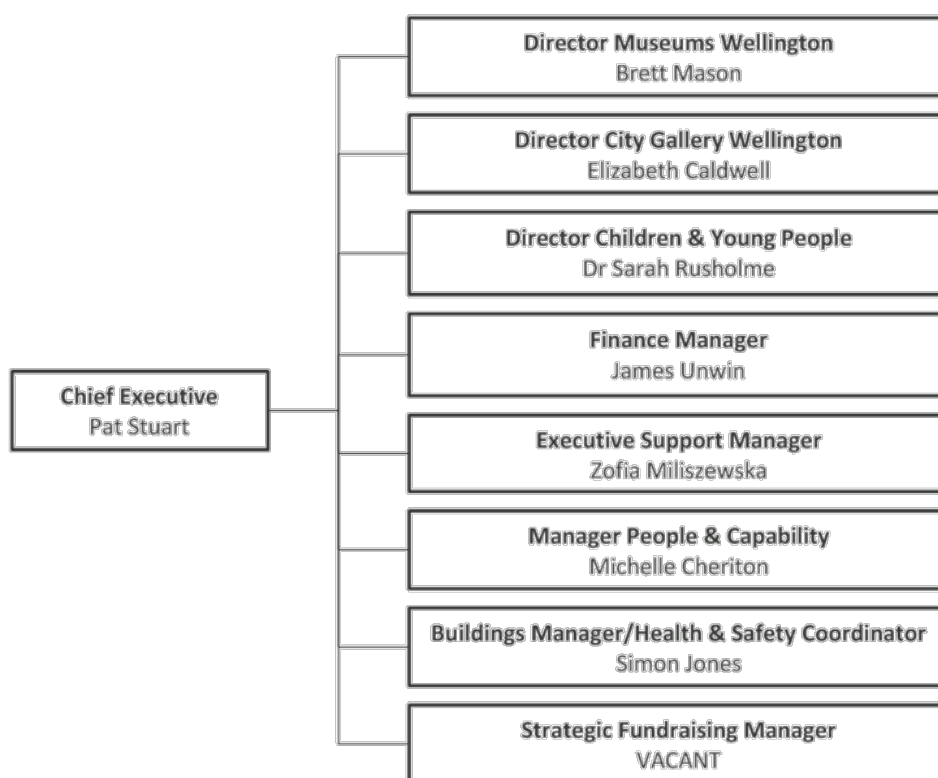 Director Museums Wellington
Brett Mason
Director City Gallery Wellington
Elizabeth Caldwell
Director Children & Young People
Dr Sarah Rusholme
Finance Manager
James Unwin
Chief Executive
Pat Stuart
Executive Support Manager
Zofia Miliszewska
Manager People & Capability
Michelle Cheriton
Buildings Manager/Health & Safety Coordinator
Simon Jones
Strategic Fundraising Manager
VACANT